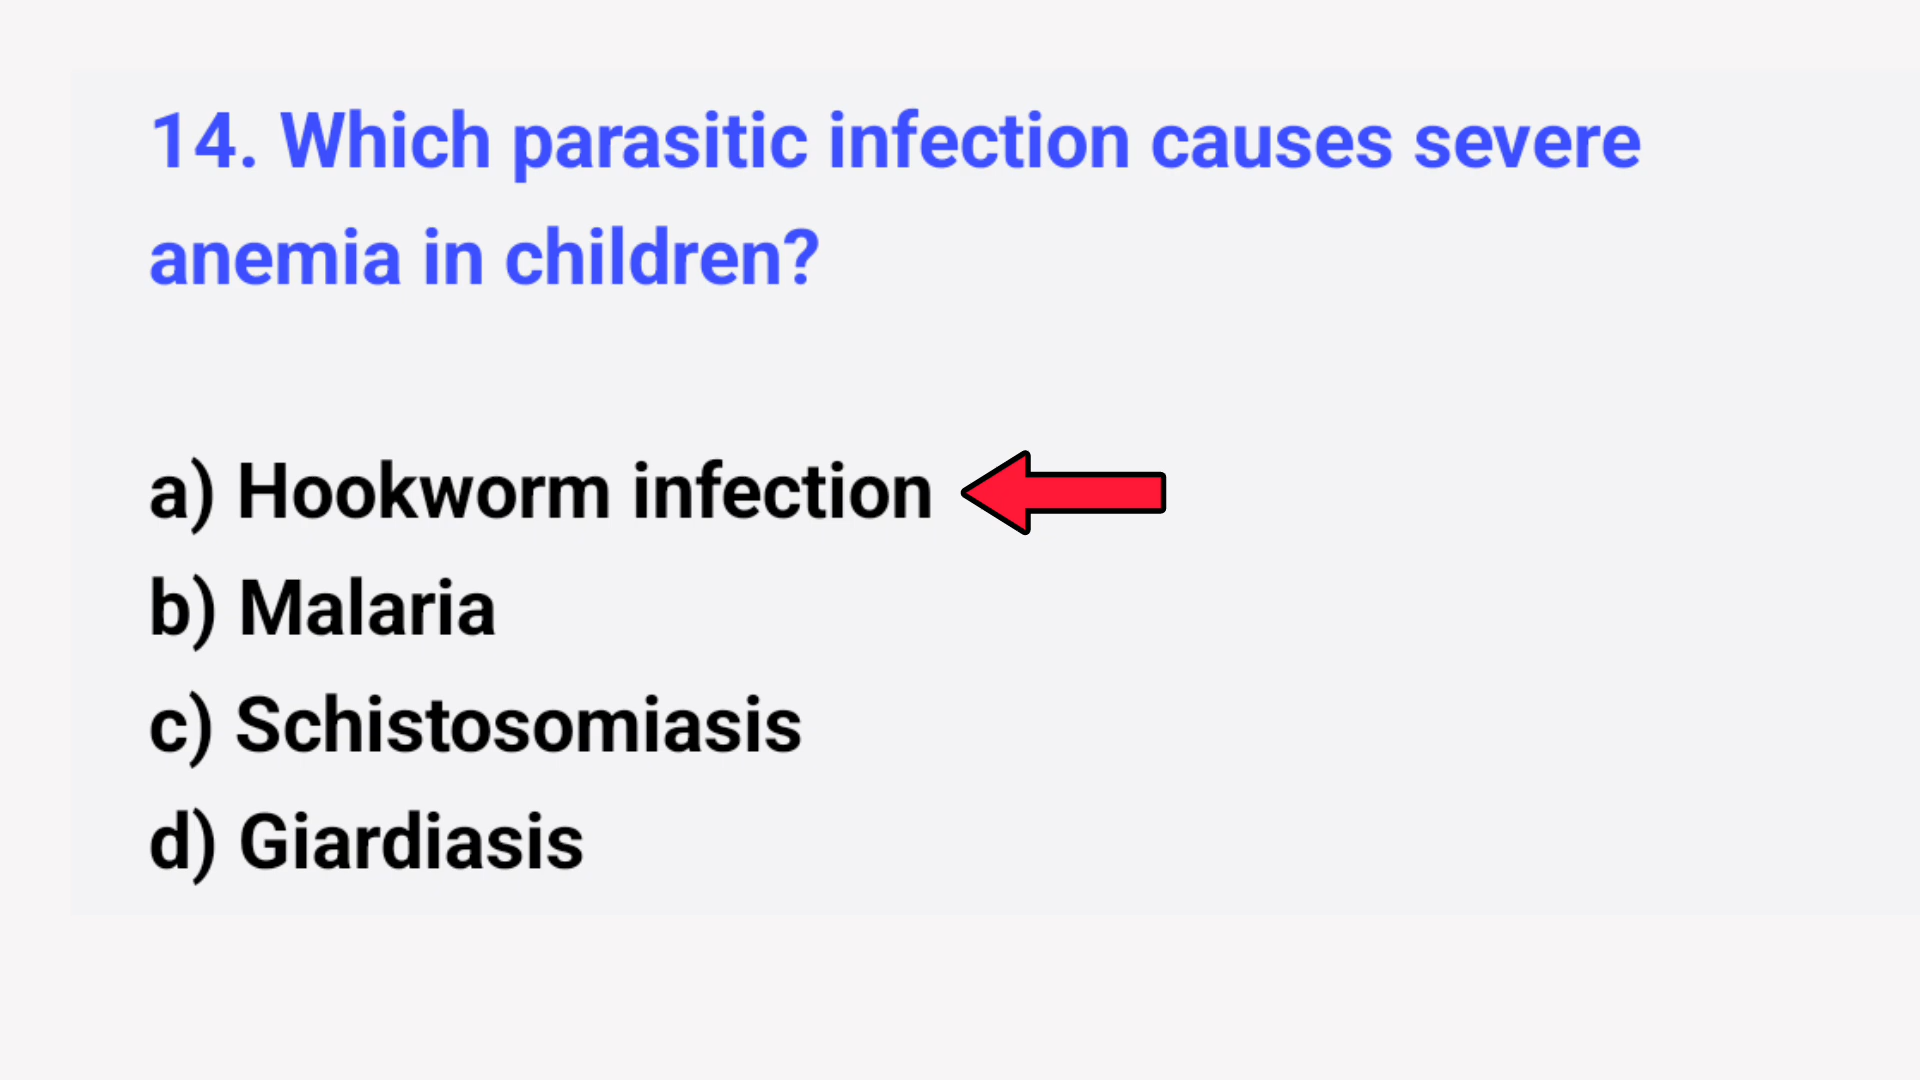 14. Which parasitic infection causes severe
anemia in children?
a) Hookworm infection
b) Malaria
c) Schistosomiasis
d) Giardiasis